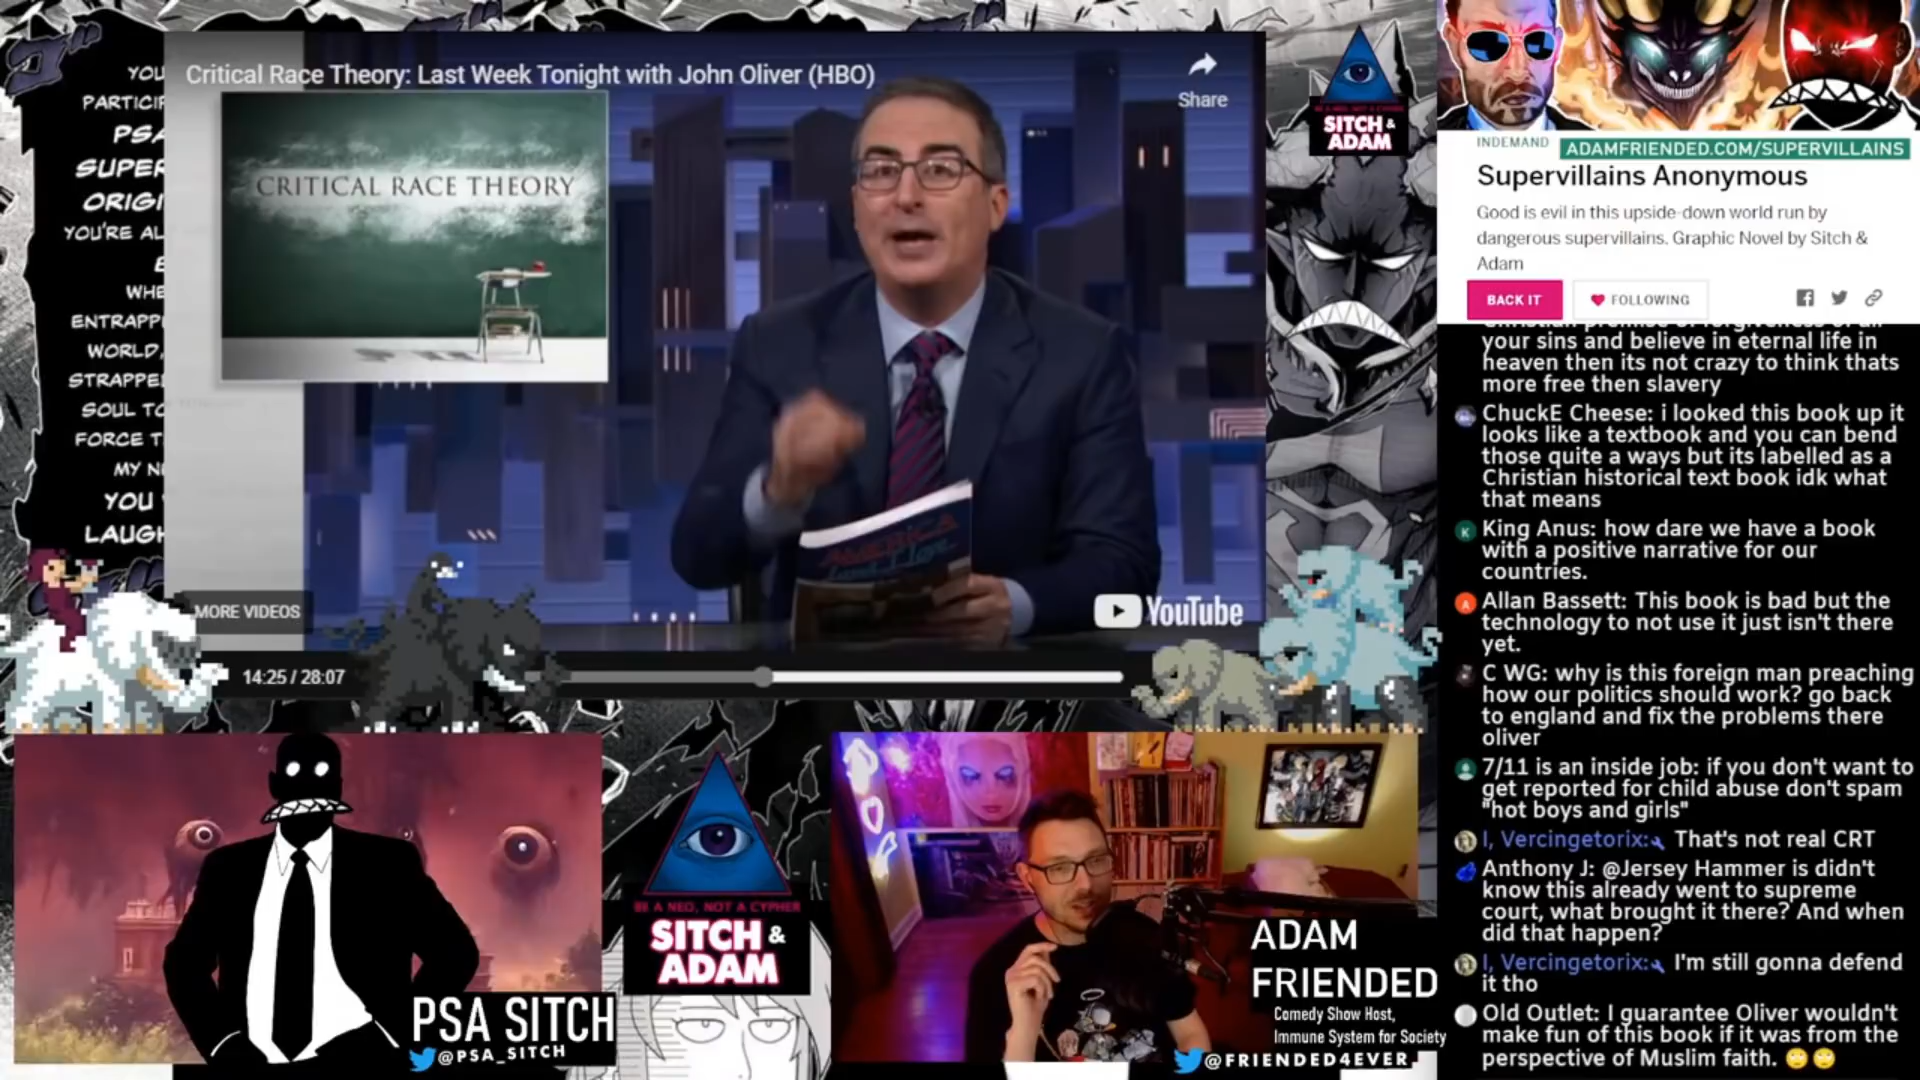 YOU
PARTICIP
PSA
SUPER
ORIGI
YOU'RE AL
WHE
ENTRAPP
WORLD,
STRAPPE
SOUL TO
FORCE T
MY N
YOU
LAUGH
Critical Race Theory: Last Week Tonight with John Oliver (HBO)
Share
CRITICAL RACE THEORY
AMERICA
Land I Love
MORE VIDEOS
YouTube
14:25 / 28:07
BE A NEO, NOT A CYPHER
SITCH &
ADAM
INDEMAND
ADAMFRIENDED.COM/SUPERVILLAINS
Supervillains Anonymous
Good is evil in this upside-down world run by
dangerous supervillains. Graphic Novel by Sitch &
Adam
BACK IT
FOLLOWING
your sins and believe in eternal life in
heaven then its not crazy to think thats
more free then slavery
ChuckE Cheese: i looked this book up it
looks like a textbook and you can bend
those quite a ways but its labelled as a
Christian historical text book idk what
that means
K King Anus: how dare we have a book
with a positive narrative for our
countries.
A Allan Bassett: This book is bad but the
technology to not use it just isn't there
yet.
C WG: why is this foreign man preaching
how our politics should work? go back
to england and fix the problems there
oliver
7/11 is an inside job: if you don't want to
get reported for child abuse don't spam
"hot boys and girls"
I, Vercingetorix: That's not real CRT
Anthony J: @Jersey Hammer is didn't
know this already went to supreme
court, what brought it there? And when
did that happen?
I, Vercingetorix: I'm still gonna defend
it tho
Old Outlet: I guarantee Oliver wouldn't
make fun of this book if it was from the
perspective of Muslim faith. 🙄🙄
PSA SITCH
@PSA_SITCH
BE A NEO, NOT A CYPHER
SITCH &
ADAM
ADAM
FRIENDED
Comedy Show Host,
Immune System for Society
@FRIENDED4EVER